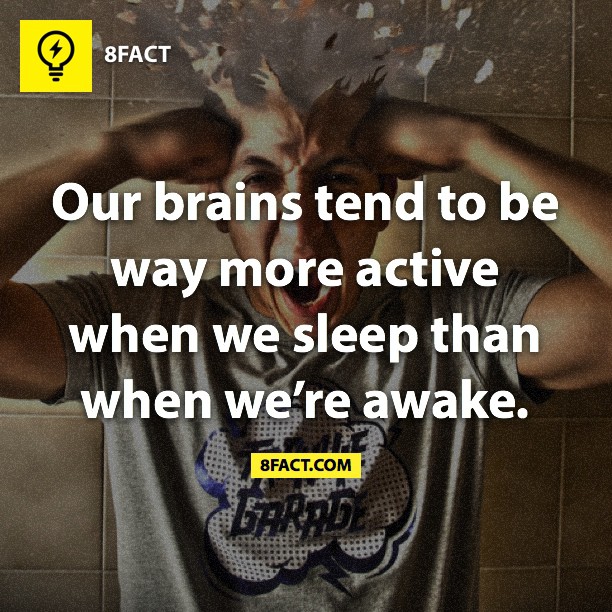 8FACT
Our brains tend to be
way more active
when we sleep than
when we're awake.
8FACT.COM
GARAGE